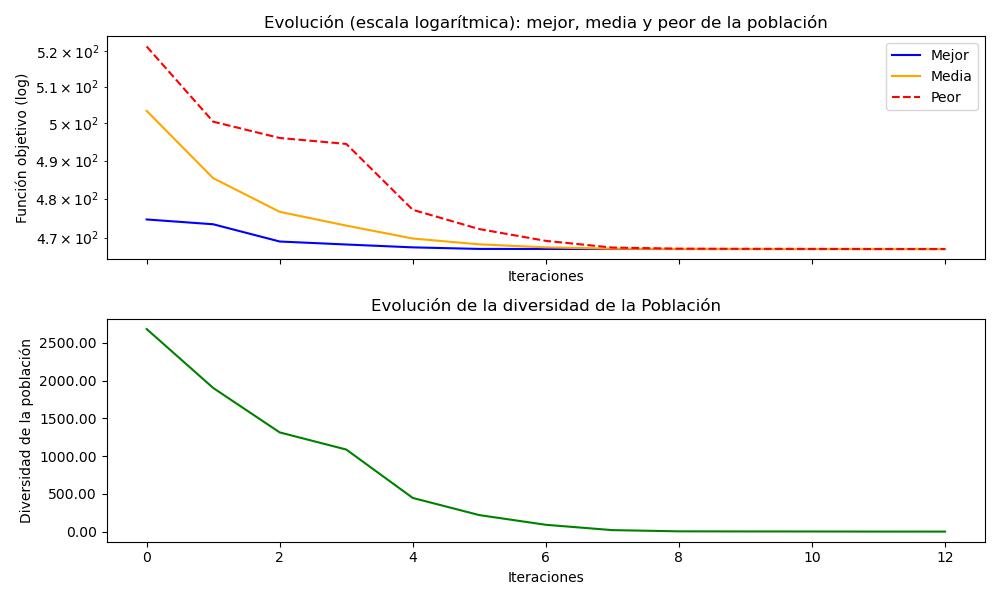 Evolución (escala logarítmica): mejor, media y peor de la población
Función objetivo (log)
5.2 × 10²
5.1 × 10²
5 × 10²
4.9 × 10²
4.8 × 10²
4.7 × 10²
Mejor
Media
Peor
Iteraciones
Evolución de la diversidad de la Población
Diversidad de la población
2500.00
2000.00
1500.00
1000.00
500.00
0.00
0 2 4 6 8 10 12
Iteraciones